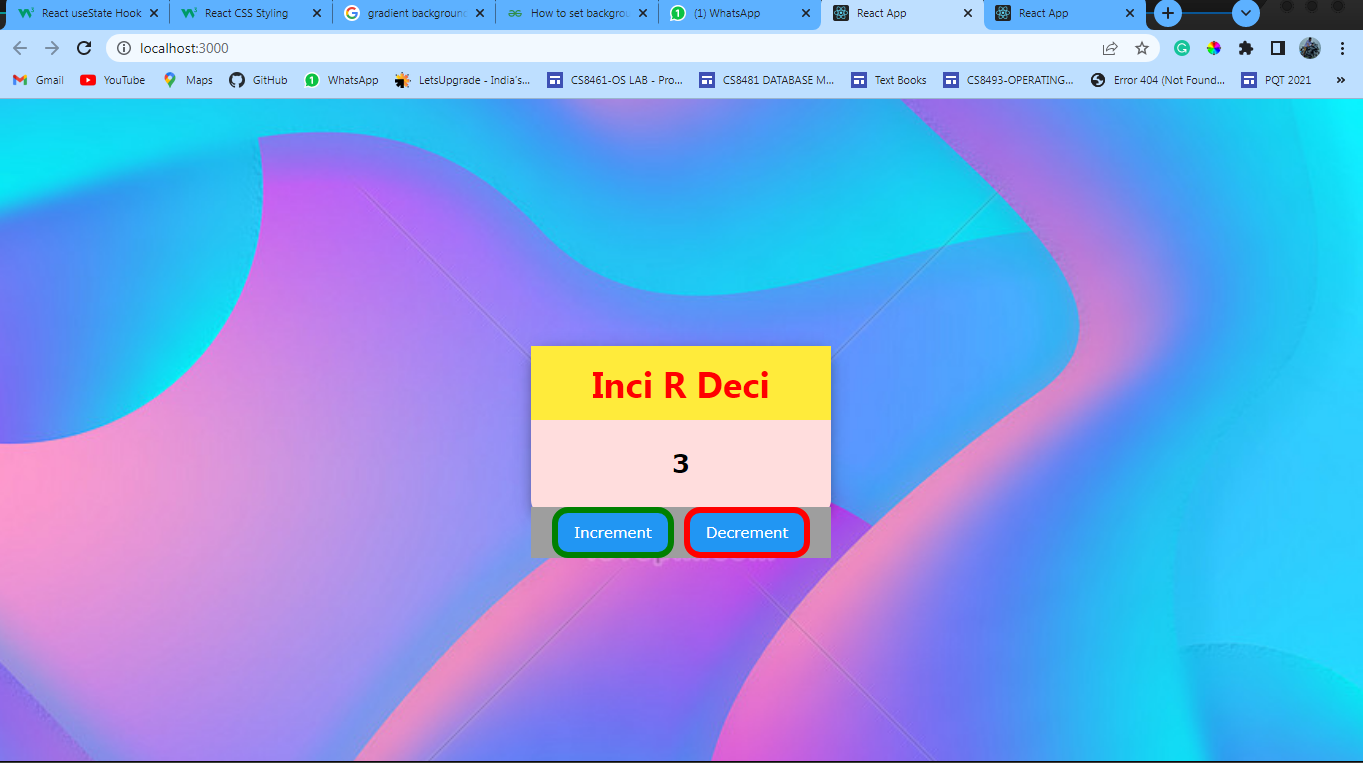 React useState Hook
React CSS Styling
gradient background
How to set backgrou
(1) WhatsApp
React App
React App
localhost:3000
Gmail
YouTube
Maps
GitHub
WhatsApp
LetsUpgrade - India's...
CS8461-OS LAB - Pro...
CS8481 DATABASE M...
Text Books
CS8493-OPERATING...
Error 404 (Not Found...
PQT 2021
»
Inci R Deci
3
Increment
Decrement